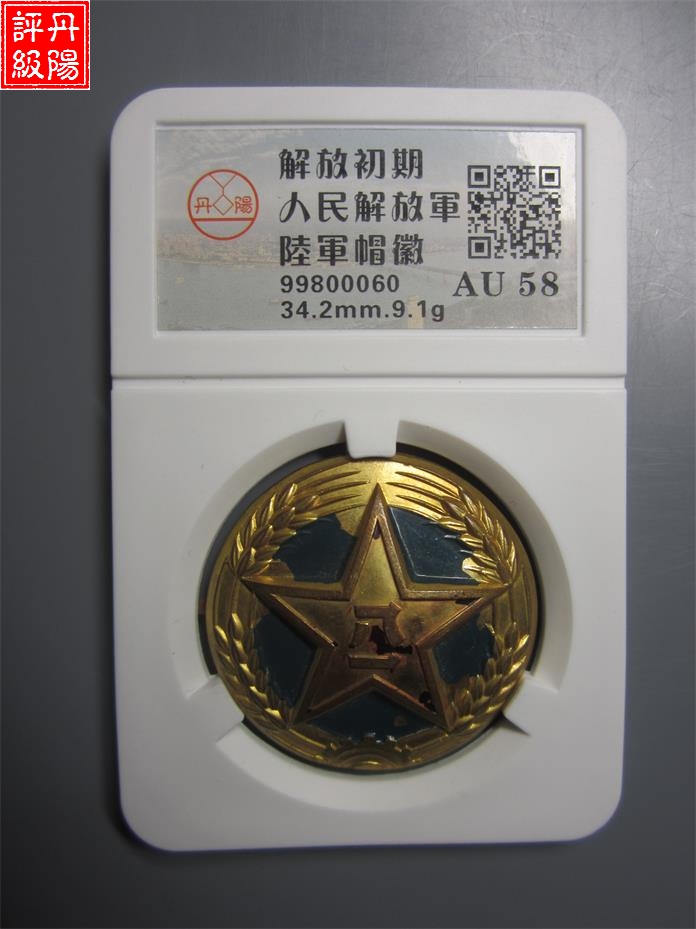 丹陽
評級
解放初期
丹陽
人民解放軍
陸軍帽徽
99800060
AU 58
34.2mm.9.1g
八一